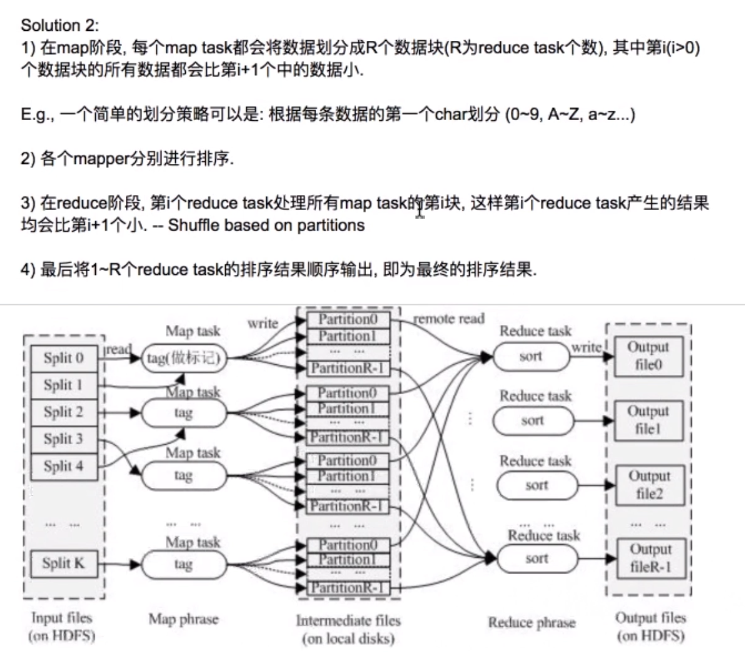 Solution 2:
1) 在map阶段, 每个map task都会将数据划分成R个数据块(R为reduce task个数), 其中第i(i>0)
个数据块的所有数据都会比第i+1个中的数据小.
E.g., 一个简单的划分策略可以是: 根据每条数据的第一个char划分 (0~9, A~Z, a~z...)
2) 各个mapper分别进行排序.
3) 在reduce阶段, 第i个reduce task处理所有map task的第i块, 这样第i个reduce task产生的结果
均会比第i+1个小. -- Shuffle based on partitions
4) 最后将1~R个reduce task的排序结果顺序输出, 即为最终的排序结果.
Split 0
Split 1
Split 2
Split 3
Split 4
... ...
Split K
Input files
(on HDFS)
read
Map task
tag(做标记)
Map task
tag
Map task
tag
... ...
Map task
tag
Map phrase
write
Partition0
Partition1
... ...
PartitionR-1
Partition0
Partition1
... ...
PartitionR-1
Partition0
Partition1
... ...
PartitionR-1
... ...
Partition0
Partition1
... ...
PartitionR-1
Intermediate files
(on local disks)
remote read
...
...
Reduce task
sort
Reduce task
sort
Reduce task
sort
... ...
Reduce task
sort
Reduce phrase
write
Output
file0
Output
file1
Output
file2
... ...
Output
fileR-1
Output files
(on HDFS)